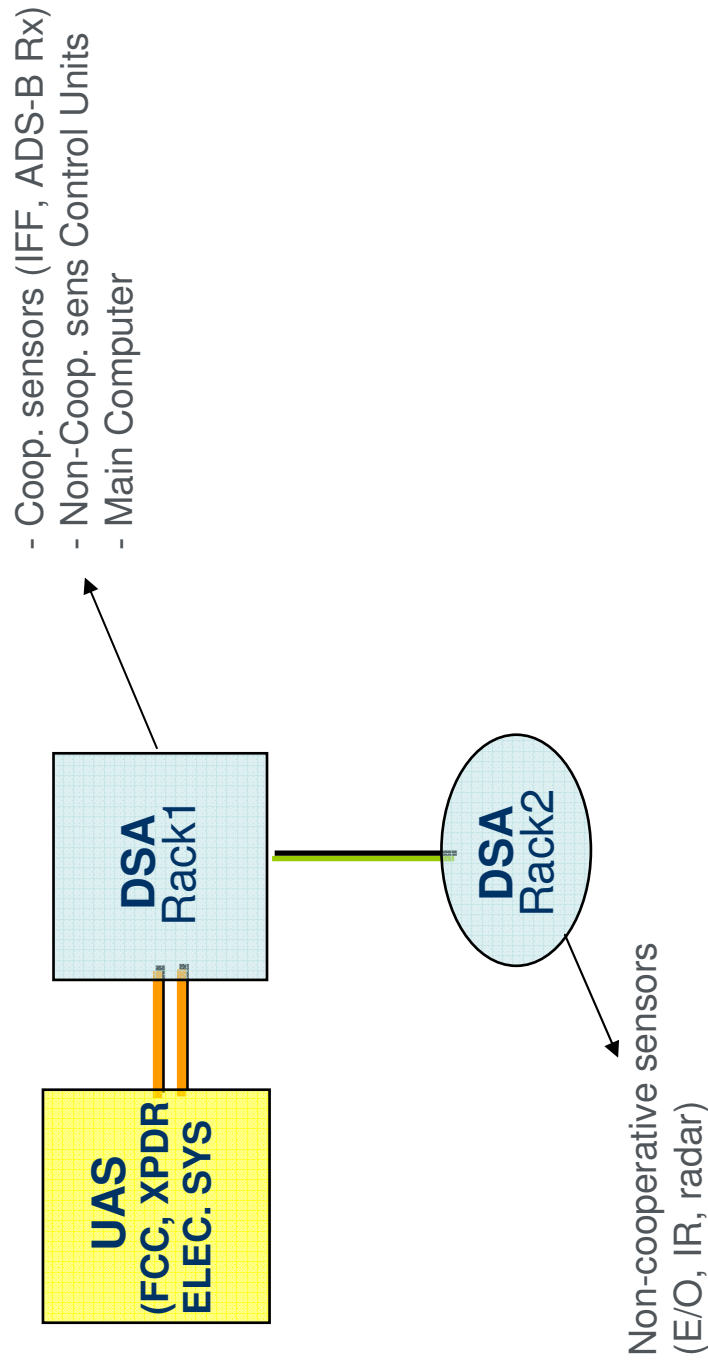 UAS
(FCC, XPDR
ELEC. SYS
DSA
Rack1
- Coop. sensors (IFF, ADS-B Rx)
- Non-Coop. sens Control Units
- Main Computer
DSA
Rack2
Non-cooperative sensors
(E/O, IR, radar)